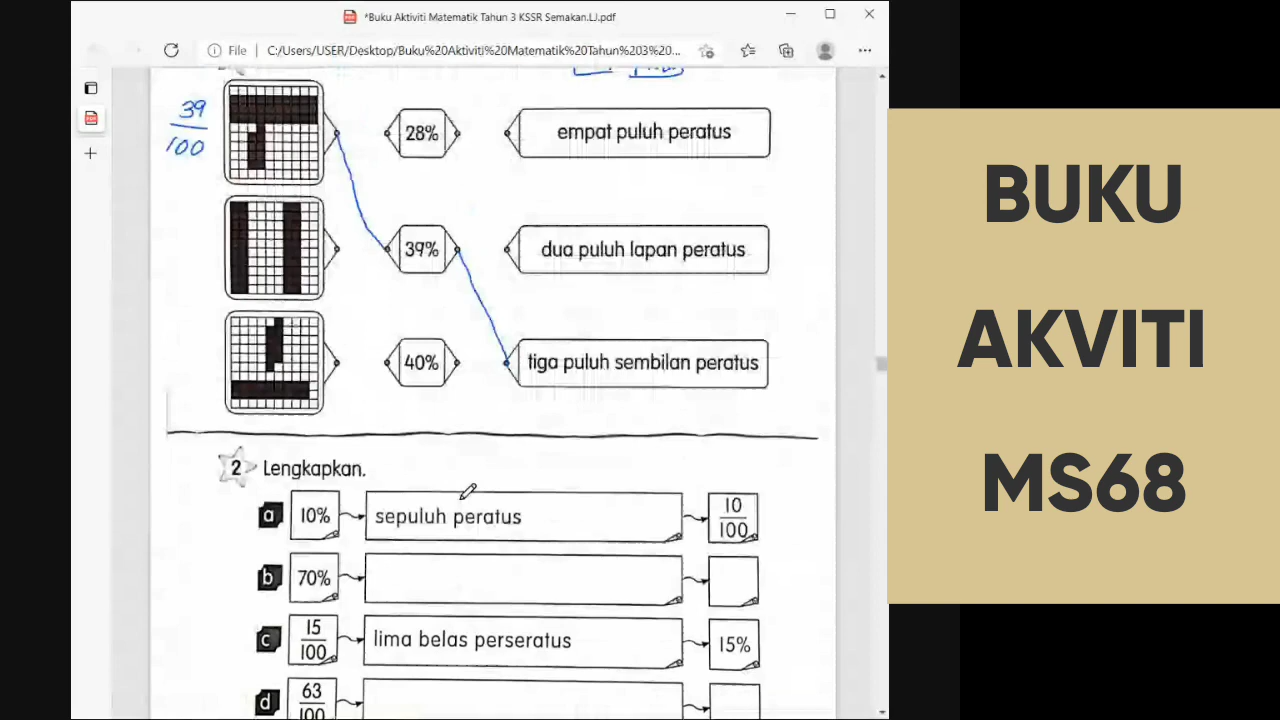 *Buku Aktiviti Matematik Tahun 3 KSSR Semakan.LJ.pdf
File
C:/Users/USER/Desktop/Buku%20Aktiviti%20Matematik%20Tahun%203%20...
39
100
28%
empat puluh peratus
39%
dua puluh lapan peratus
40%
tiga puluh sembilan peratus
2 Lengkapkan.
a 10% sepuluh peratus 10/100
b 70%
c 15/100 lima belas perseratus 15%
d 63/100
BUKU
AKVITI
MS68